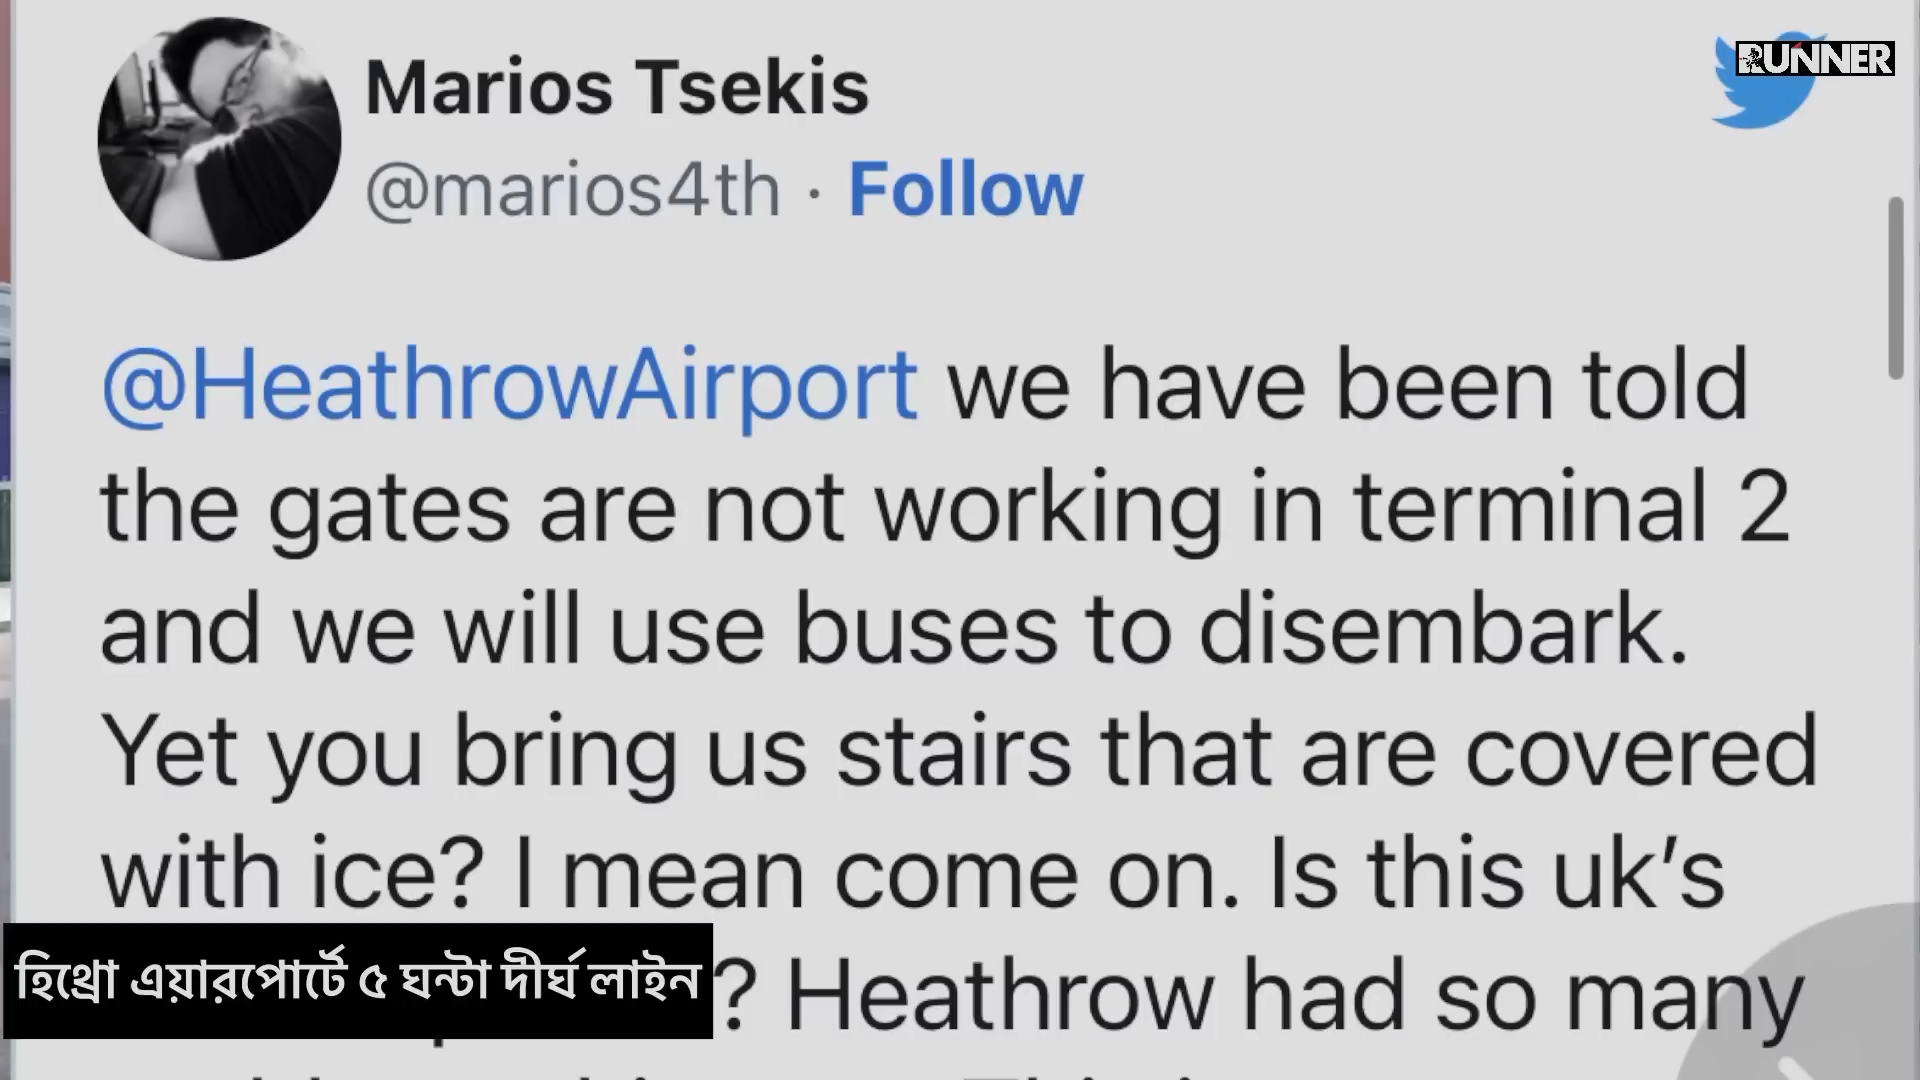 RUNNER
Marios Tsekis
@marios4th · Follow
@HeathrowAirport we have been told
the gates are not working in terminal 2
and we will use buses to disembark.
Yet you bring us stairs that are covered
with ice? I mean come on. Is this uk’s
? Heathrow had so many
হিথ্রো এয়ারপোর্টে ৫ ঘন্টা দীর্ঘ লাইন